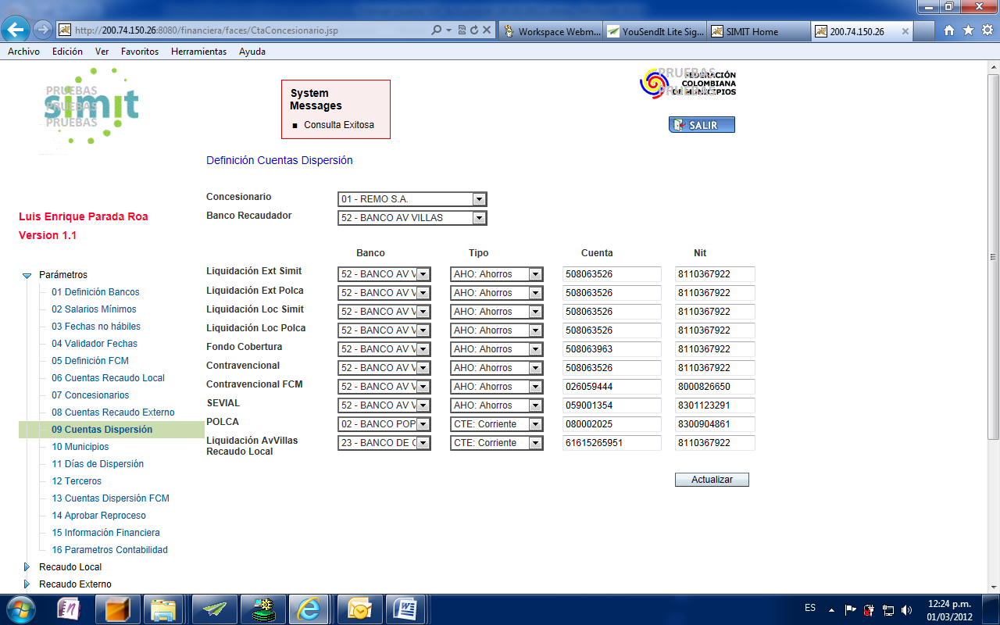 http://200.74.150.26:8080/financiera/faces/CtaConcesionario.jsp
Workspace Webm...
YouSendIt Lite Sig...
SIMIT Home
200.74.150.26
Archivo Edición Ver Favoritos Herramientas Ayuda
PRUEBAS
PRUEBAS
PRUEBAS
simit
System Messages
Consulta Exitosa
PRUEBAS
PRUEBAS
FEDERACIÓN
COLOMBIANA
DE MUNICIPIOS
SALIR
Definición Cuentas Dispersión
Concesionario 01 - REMO S.A.
Banco Recaudador 52 - BANCO AV VILLAS
Luis Enrique Parada Roa
Version 1.1
Banco Tipo Cuenta Nit
Liquidación Ext Simit 52 - BANCO AV V AHO: Ahorros 508063526 8110367922
Liquidación Ext Polca 52 - BANCO AV V AHO: Ahorros 508063526 8110367922
Liquidación Loc Simit 52 - BANCO AV V AHO: Ahorros 508063526 8110367922
Liquidación Loc Polca 52 - BANCO AV V AHO: Ahorros 508063526 8110367922
Fondo Cobertura 52 - BANCO AV V AHO: Ahorros 508063963 8110367922
Contravencional 52 - BANCO AV V AHO: Ahorros 508063526 8110367922
Contravencional FCM 52 - BANCO AV V AHO: Ahorros 026059444 8000826650
SEVIAL 52 - BANCO AV V AHO: Ahorros 059001354 8301123291
POLCA 02 - BANCO POP CTE: Corriente 080002025 8300904861
Liquidación AvVillas Recaudo Local 23 - BANCO DE O CTE: Corriente 61615265951 8110367922
Actualizar
Parámetros
01 Definición Bancos
02 Salarios Mínimos
03 Fechas no hábiles
04 Validador Fechas
05 Definición FCM
06 Cuentas Recaudo Local
07 Concesionarios
08 Cuentas Recaudo Externo
09 Cuentas Dispersión
10 Municipios
11 Días de Dispersión
12 Terceros
13 Cuentas Dispersión FCM
14 Aprobar Reproceso
15 Información Financiera
16 Parametros Contabilidad
Recaudo Local
Recaudo Externo
ES
12:24 p.m.
01/03/2012